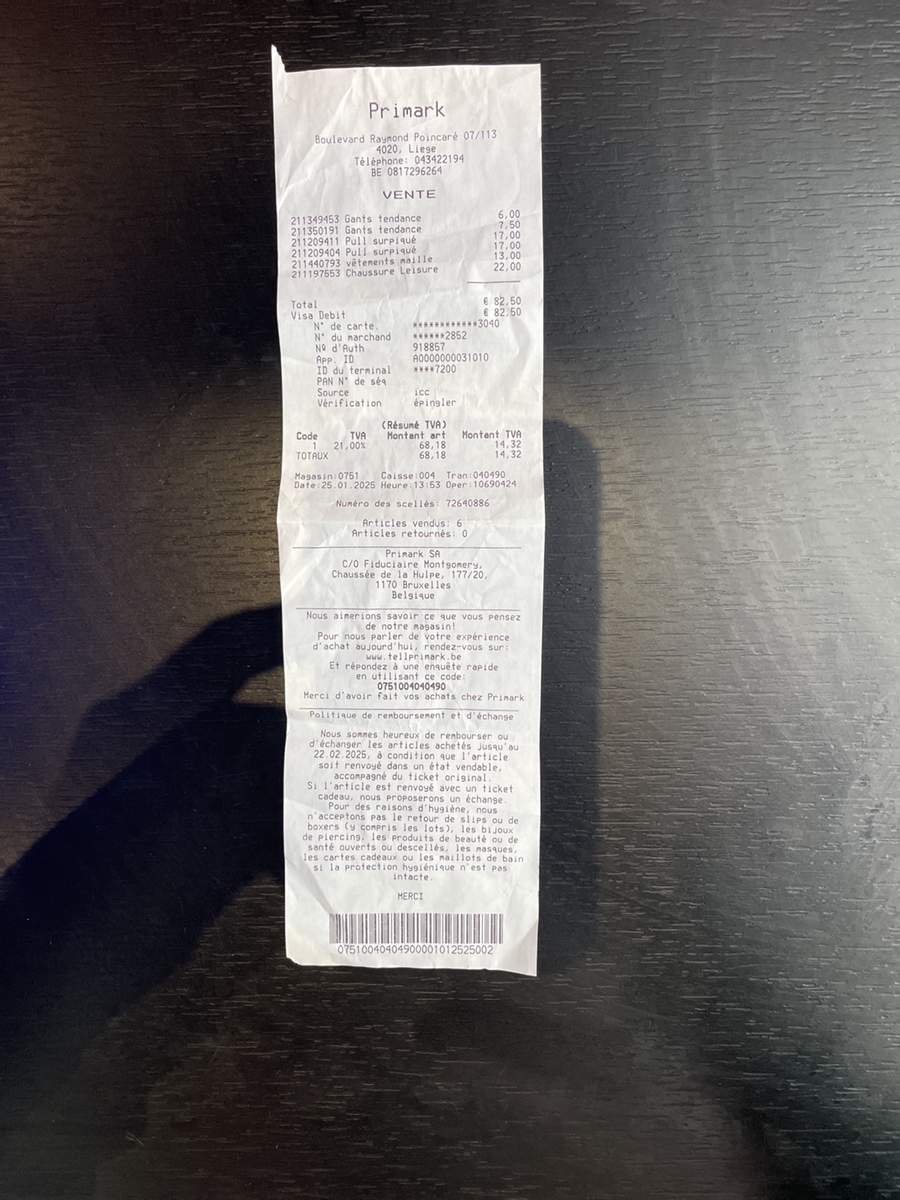 Primark
Boulevard Raymond Poincaré 07/113
4020, Liege
Téléphone: 043422194
BE 0817296264
VENTE
211349453 Gants tendance 6,00
211350191 Gants tendance 7,50
211209411 Pull surpiqué 17,00
211209404 Pull surpiqué 17,00
211440793 vêtements maille 13,00
211197553 Chaussure Leisure 22,00
Total € 82,50
Visa Debit € 82,50
N° de carte. ************3040
N° du marchand ******2852
Nº d'Auth 918857
App. ID A0000000031010
ID du terminal ****7200
PAN N° de séq
Source icc
Vérification épingler
(Résumé TVA)
Code TVA Montant art Montant TVA
1 21,00% 68,18 14,32
TOTAUX 68,18 14,32
Magasin:0751 Caisse:004 Tran:040490
Date:25.01.2025 Heure:13:53 Oper:10690424
Numéro des scellés: 72640886
Articles vendus: 6
Articles retournés: 0
Primark SA
C/O Fiduciaire Montgomery,
Chaussée de la Hulpe, 177/20,
1170 Bruxelles
Belgique
Nous aimerions savoir ce que vous pensez
de notre magasin!
Pour nous parler de votre expérience
d'achat aujourd'hui, rendez-vous sur:
www.tellprimark.be
Et répondez à une enquête rapide
en utilisant ce code:
0751004040490
Merci d'avoir fait vos achats chez Primark
Politique de remboursement et d'échange
Nous sommes heureux de rembourser ou
d'échanger les articles achetés jusqu'au
22.02.2025, à condition que l'article
soit renvoyé dans un état vendable,
accompagné du ticket original.
Si l'article est renvoyé avec un ticket
cadeau, nous proposerons un échange.
Pour des raisons d'hygiène, nous
n'acceptons pas le retour de slips ou de
boxers (y compris les lots), les bijoux
de piercing, les produits de beauté ou de
santé ouverts ou descellés, les masques,
les cartes cadeaux ou les maillots de bain
si la protection hygiénique n'est pas
intacte.
MERCI
07510040404900001012525002